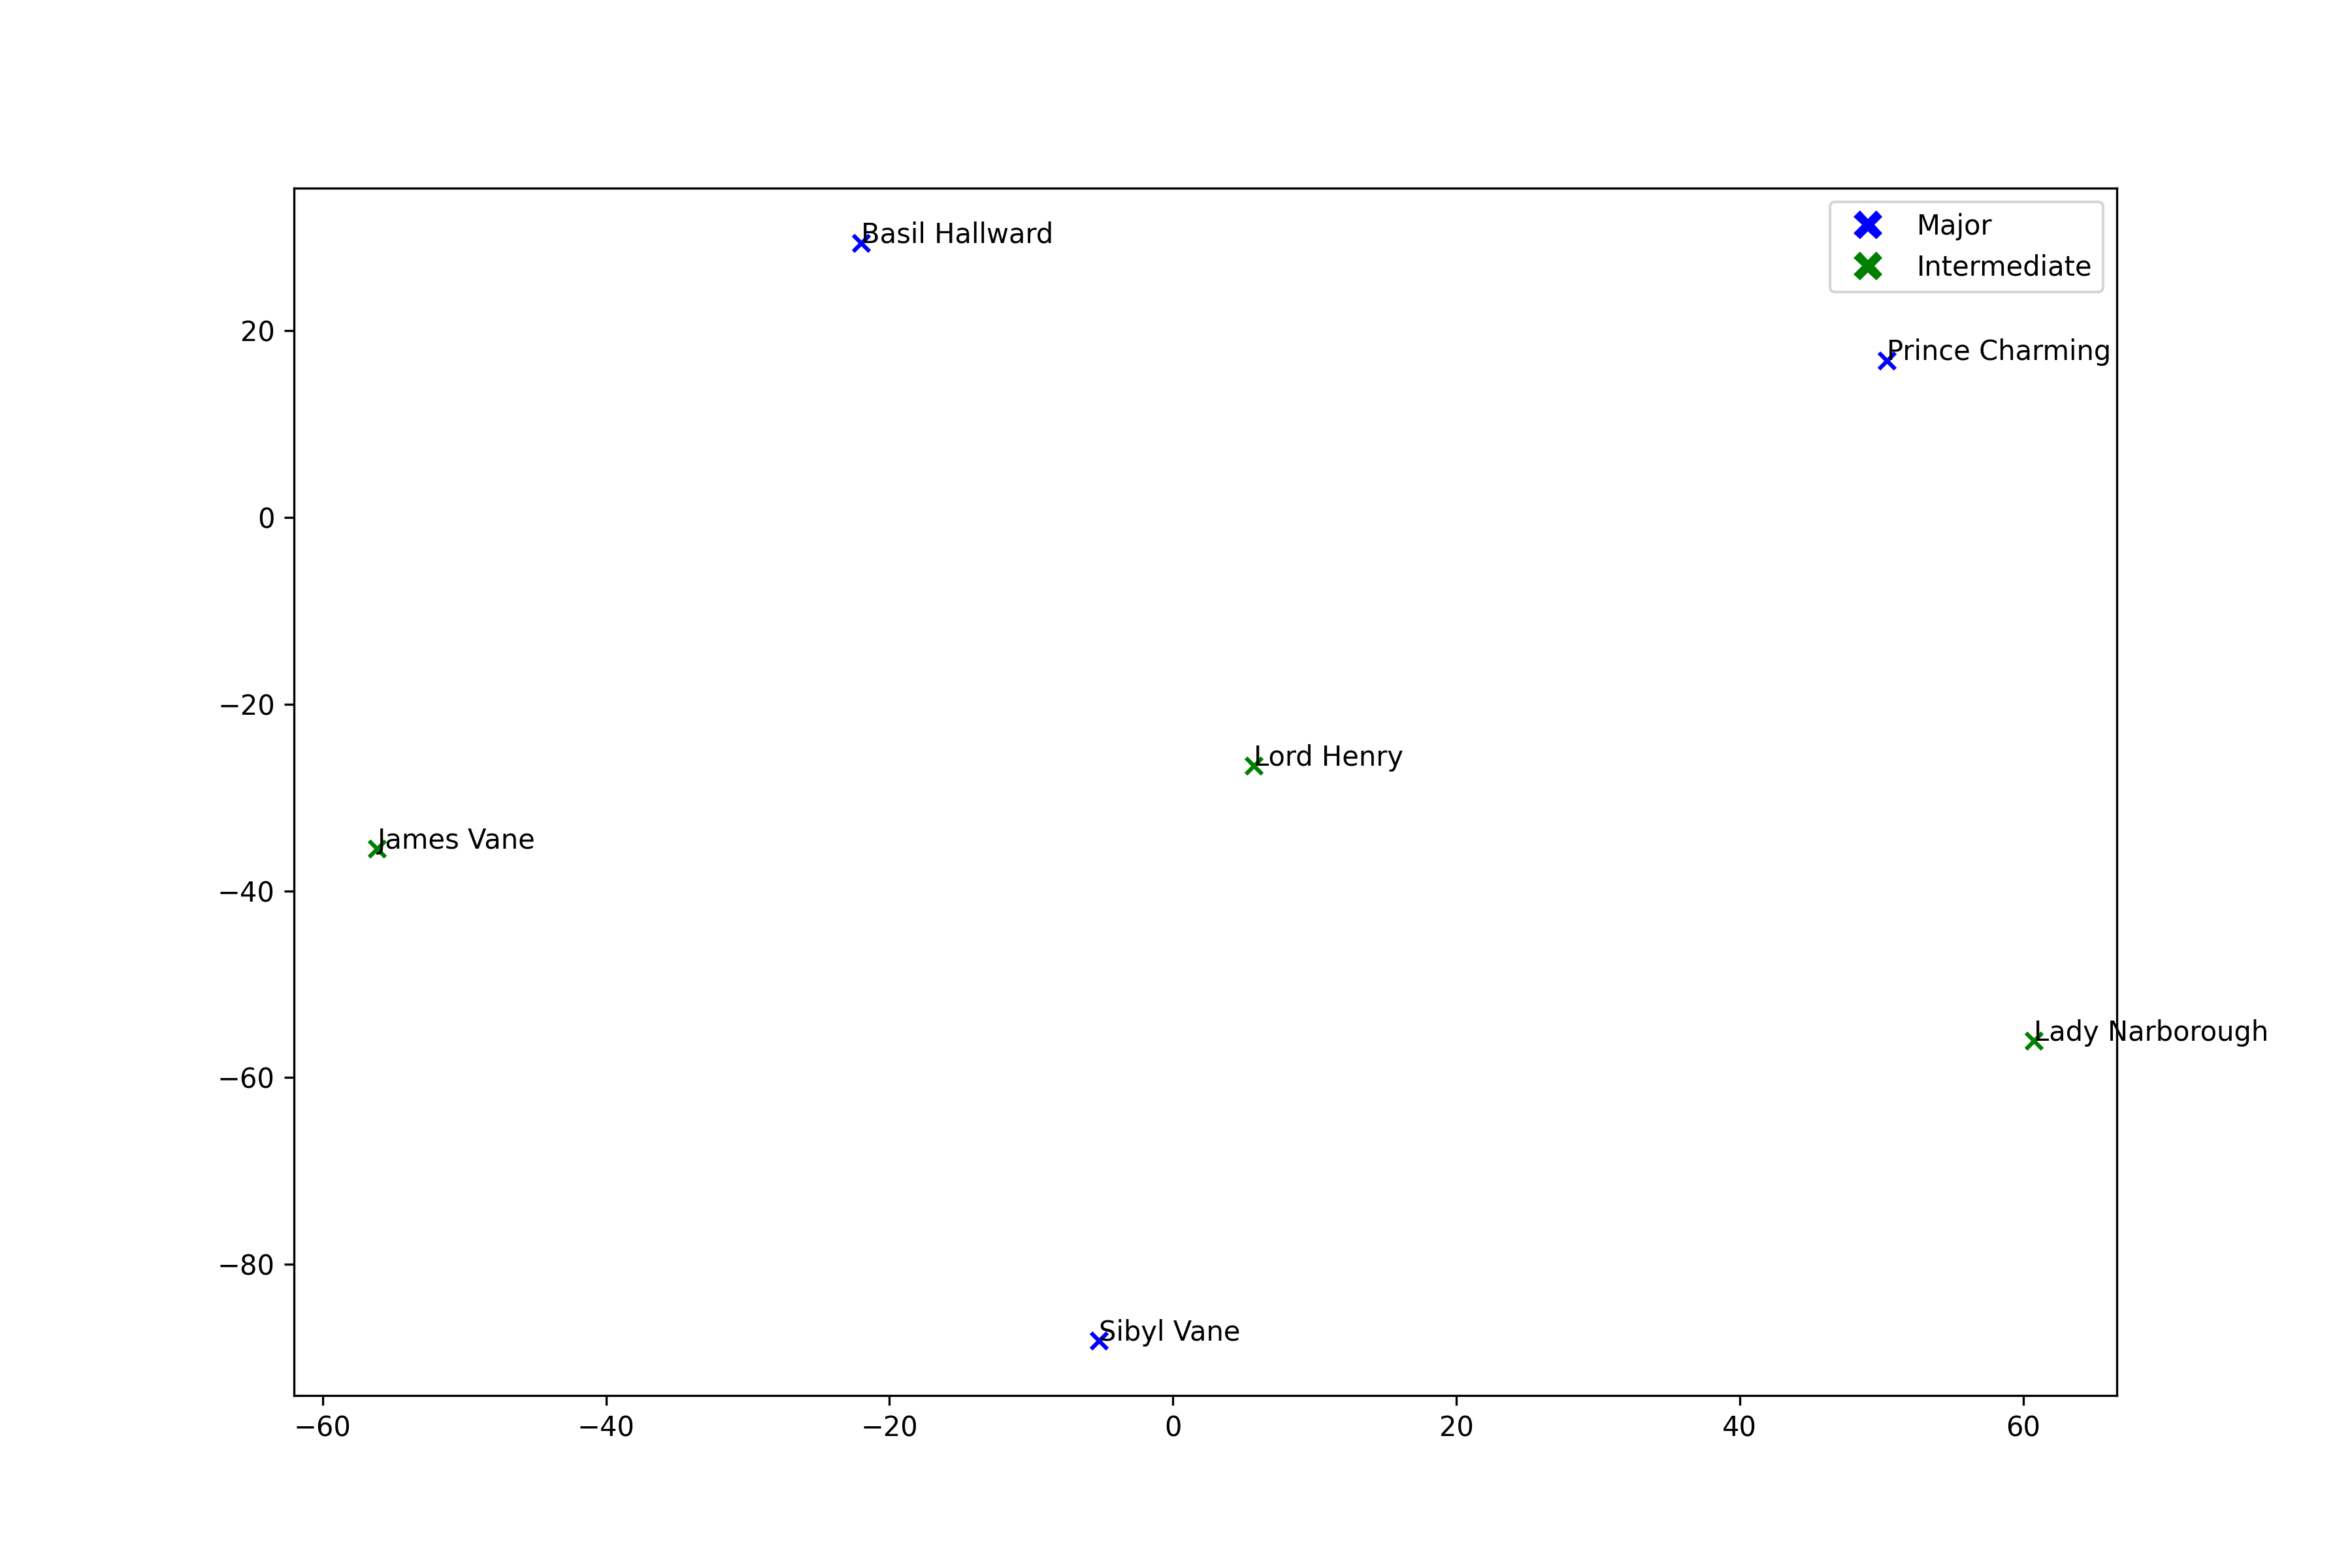 Basil Hallward
Major
Intermediate
20
Prince Charming
0
−20
Lord Henry
James Vane
−40
Lady Narborough
−60
−80
Sibyl Vane
−60 −40 −20 0 20 40 60